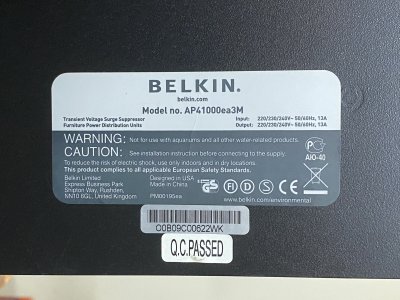 BELKIN.
belkin.com
Model no. AP41000ea3M
Transient Voltage Surge Suppressor
Furniture Power Distribution Units
Input: 220/230/240V~ 50/60Hz, 13A
Output: 220/230/240V~ 50/60Hz, 13A
WARNING: Not for use with aquariums and all other water-related products.
CAUTION: See installation instruction before connecting to supply.
To reduce the risk of electric shock, use only indoors and in dry locations.
This product complies to all applicable European Safety Standards.
AIO-40
Belkin Limited
Express Business Park
Shipton Way, Rushden,
NN10 6GL, United Kingdom
Designed in USA
Made in China
PM00195ea
www.belkin.com/environmental
C0B09C00622WK
Q.C.PASSED